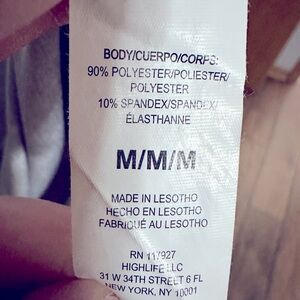 BODY/CUERPO/CORPS:
90% POLYESTER/POLIESTER/
POLYESTER
10% SPANDEX/SPANDEX/
ÉLASTHANNE
M/M/M
MADE IN LESOTHO
HECHO EN LESOTHO
FABRIQUÉ AU LESOTHO
RN 117927
HIGHLIFE LLC
31 W 34TH STREET 6 FL
NEW YORK, NY 10001